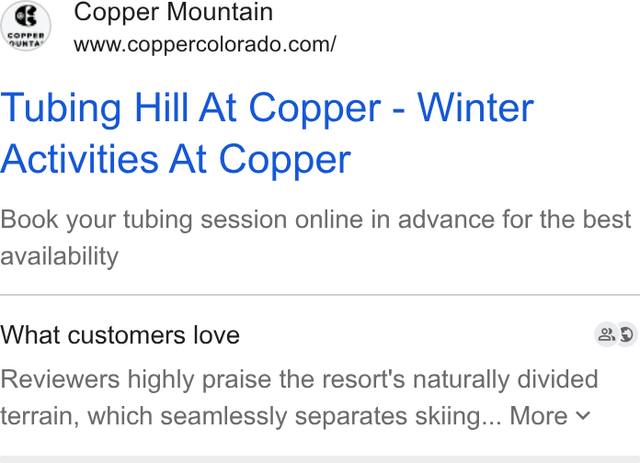 Copper Mountain
COPPER
www.coppercolorado.com/
Tubing Hill At Copper - Winter
Activities At Copper
Book your tubing session online in advance for the best
availability
What customers love
Reviewers highly praise the resort's naturally divided
terrain, which seamlessly separates skiing... More